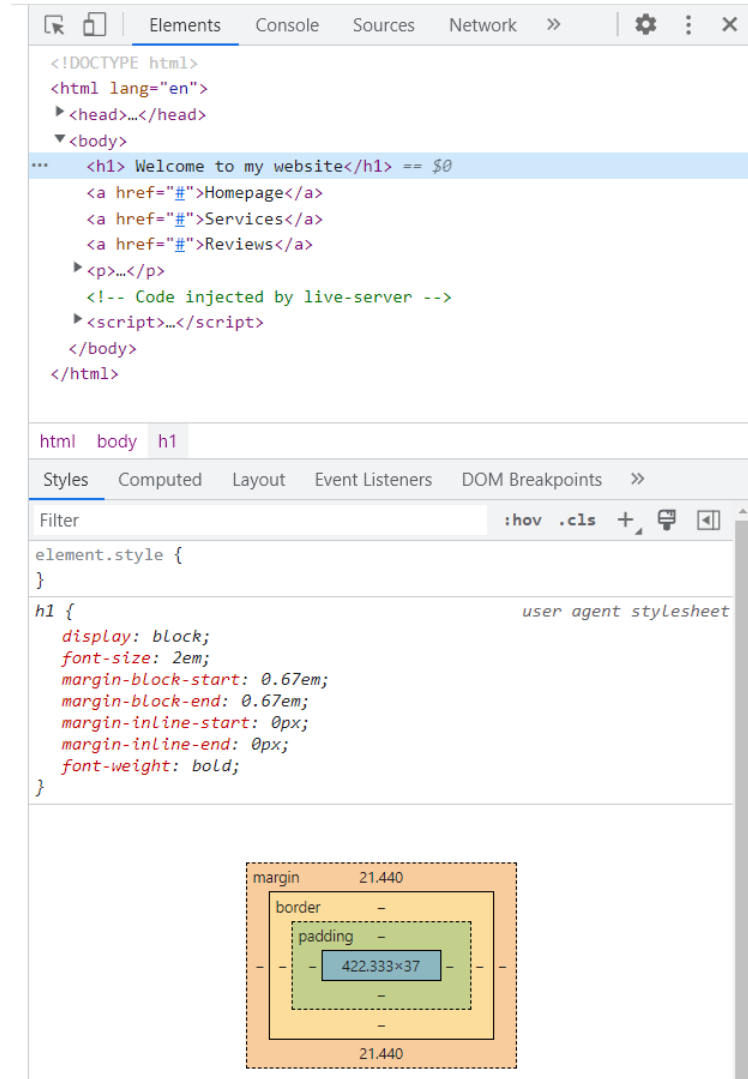 Elements Console Sources Network »
<!DOCTYPE html>
<html lang="en">
<head>…</head>
<body>
… <h1> Welcome to my website</h1> == $0
<a href="#">Homepage</a>
<a href="#">Services</a>
<a href="#">Reviews</a>
<p>…</p>
<!-- Code injected by live-server -->
<script>…</script>
</body>
</html>
html body h1
Styles Computed Layout Event Listeners DOM Breakpoints »
Filter :hov .cls +
element.style {
}
h1 { user agent stylesheet
display: block;
font-size: 2em;
margin-block-start: 0.67em;
margin-block-end: 0.67em;
margin-inline-start: 0px;
margin-inline-end: 0px;
font-weight: bold;
}
margin 21.440
border –
padding –
– – – 422.333×37 – – –
–
–
21.440